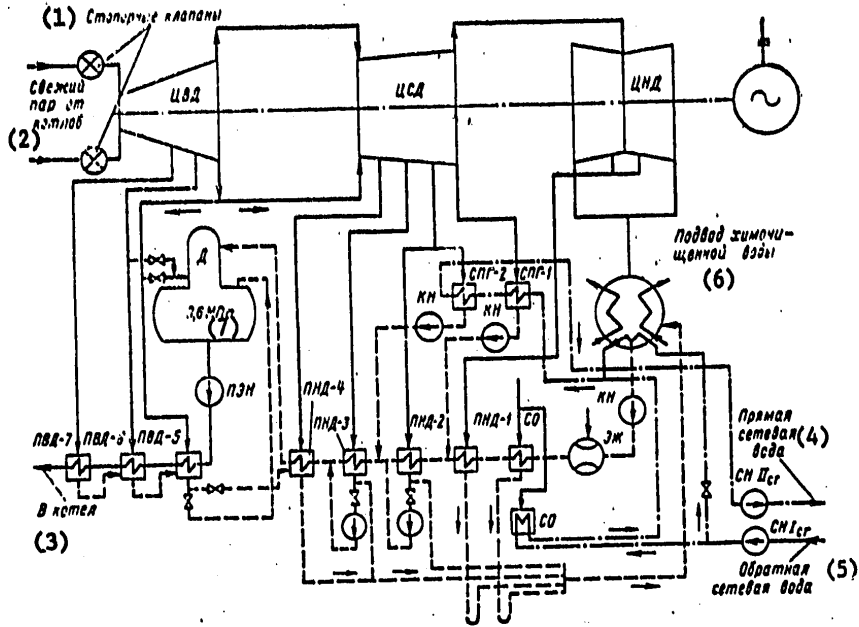 (1) Стопорные клапаны
Свежий
пар от
котлов
(2)
ЦВД
ЦСД
ЦНД
~
Подвод химочи-
щенной воды
(6)
Д
(7)
СПГ-2
СПГ-1
КН
КН
ПЭН
КН
ПНД-4
ПНД-3
ПНД-2
ПНД-1
СО
ЭЖ
ПВД-7
ПВД-6
ПВД-5
Прямая
сетевая (4)
вода
СН IIсг
В котел
(3)
СО
СН Iсг
Обратная (5)
сетевая вода